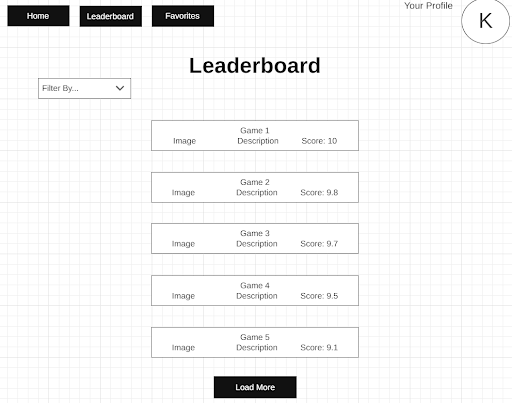 Home Leaderboard Favorites Your Profile K
Leaderboard
Filter By...
Game 1
Image Description Score: 10
Game 2
Image Description Score: 9.8
Game 3
Image Description Score: 9.7
Game 4
Image Description Score: 9.5
Game 5
Image Description Score: 9.1
Load More